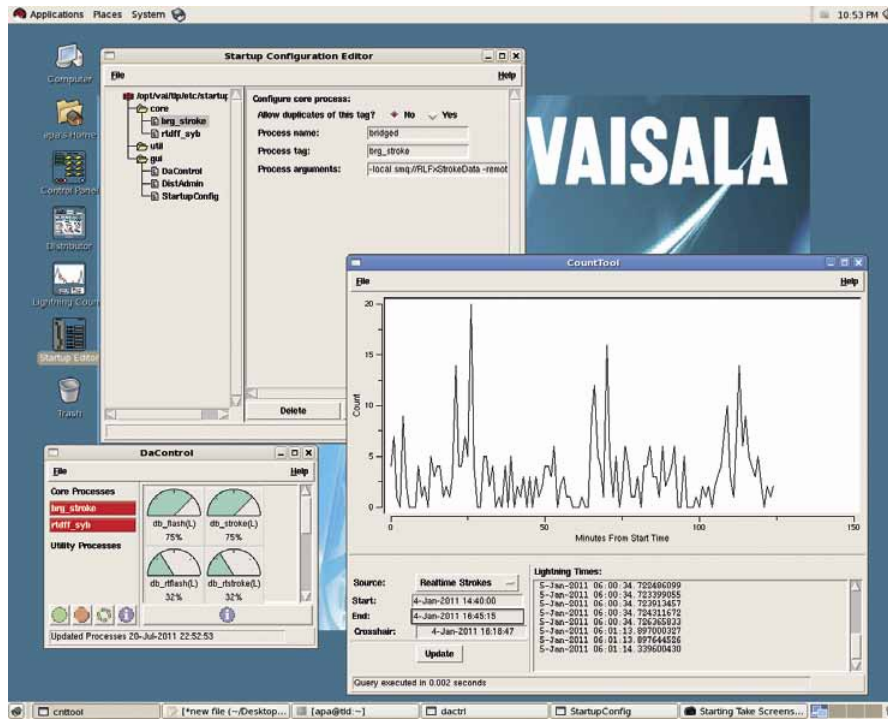 Applications Places System
10:53 PM
Computer
apa's Home
Control Panel
Distributor
Lightning Coun
Startup Editor
Trash
Startup Configuration Editor
File
Help
/opt/vai/tlp/etc/startup
core
brg_stroke
rtdff_syb
util
gui
DaControl
DistAdmin
StartupConfig
Configure core process:
Allow duplicates of this tag? No Yes
Process name: bridged
Process tag: brg_stroke
Process arguments: -local smq://RLFxStrokeData -remot
Delete
VAISALA
CountTool
File
Help
20
15
10
5
0
Count
0 50 100 150
Minutes From Start Time
Source: Realtime Strokes
Start: 4-Jan-2011 14:40:00
End: 4-Jan-2011 16:45:15
Crosshair: 4-Jan-2011 16:18:47
Update
Lightning Times:
5-Jan-2011 06:00:34.722486099
5-Jan-2011 06:00:34.723399055
5-Jan-2011 06:00:34.723913457
5-Jan-2011 06:00:34.724311672
5-Jan-2011 06:00:34.726365833
5-Jan-2011 06:01:13.897000327
5-Jan-2011 06:01:13.897644526
5-Jan-2011 06:01:14.339600430
Query executed in 0.002 seconds
DaControl
File
Help
Core Processes
brg_stroke
rtdff_syb
Utility Processes
db_flash(L)
75%
db_stroke(L)
75%
db_rtflash(L)
32%
db_rtstroke(L)
32%
Updated Processes 20-Jul-2011 22:52:53
cnttool
[*new file (~/Desktop...
[apa@tld:~]
dactrl
StartupConfig
Starting Take Screens...